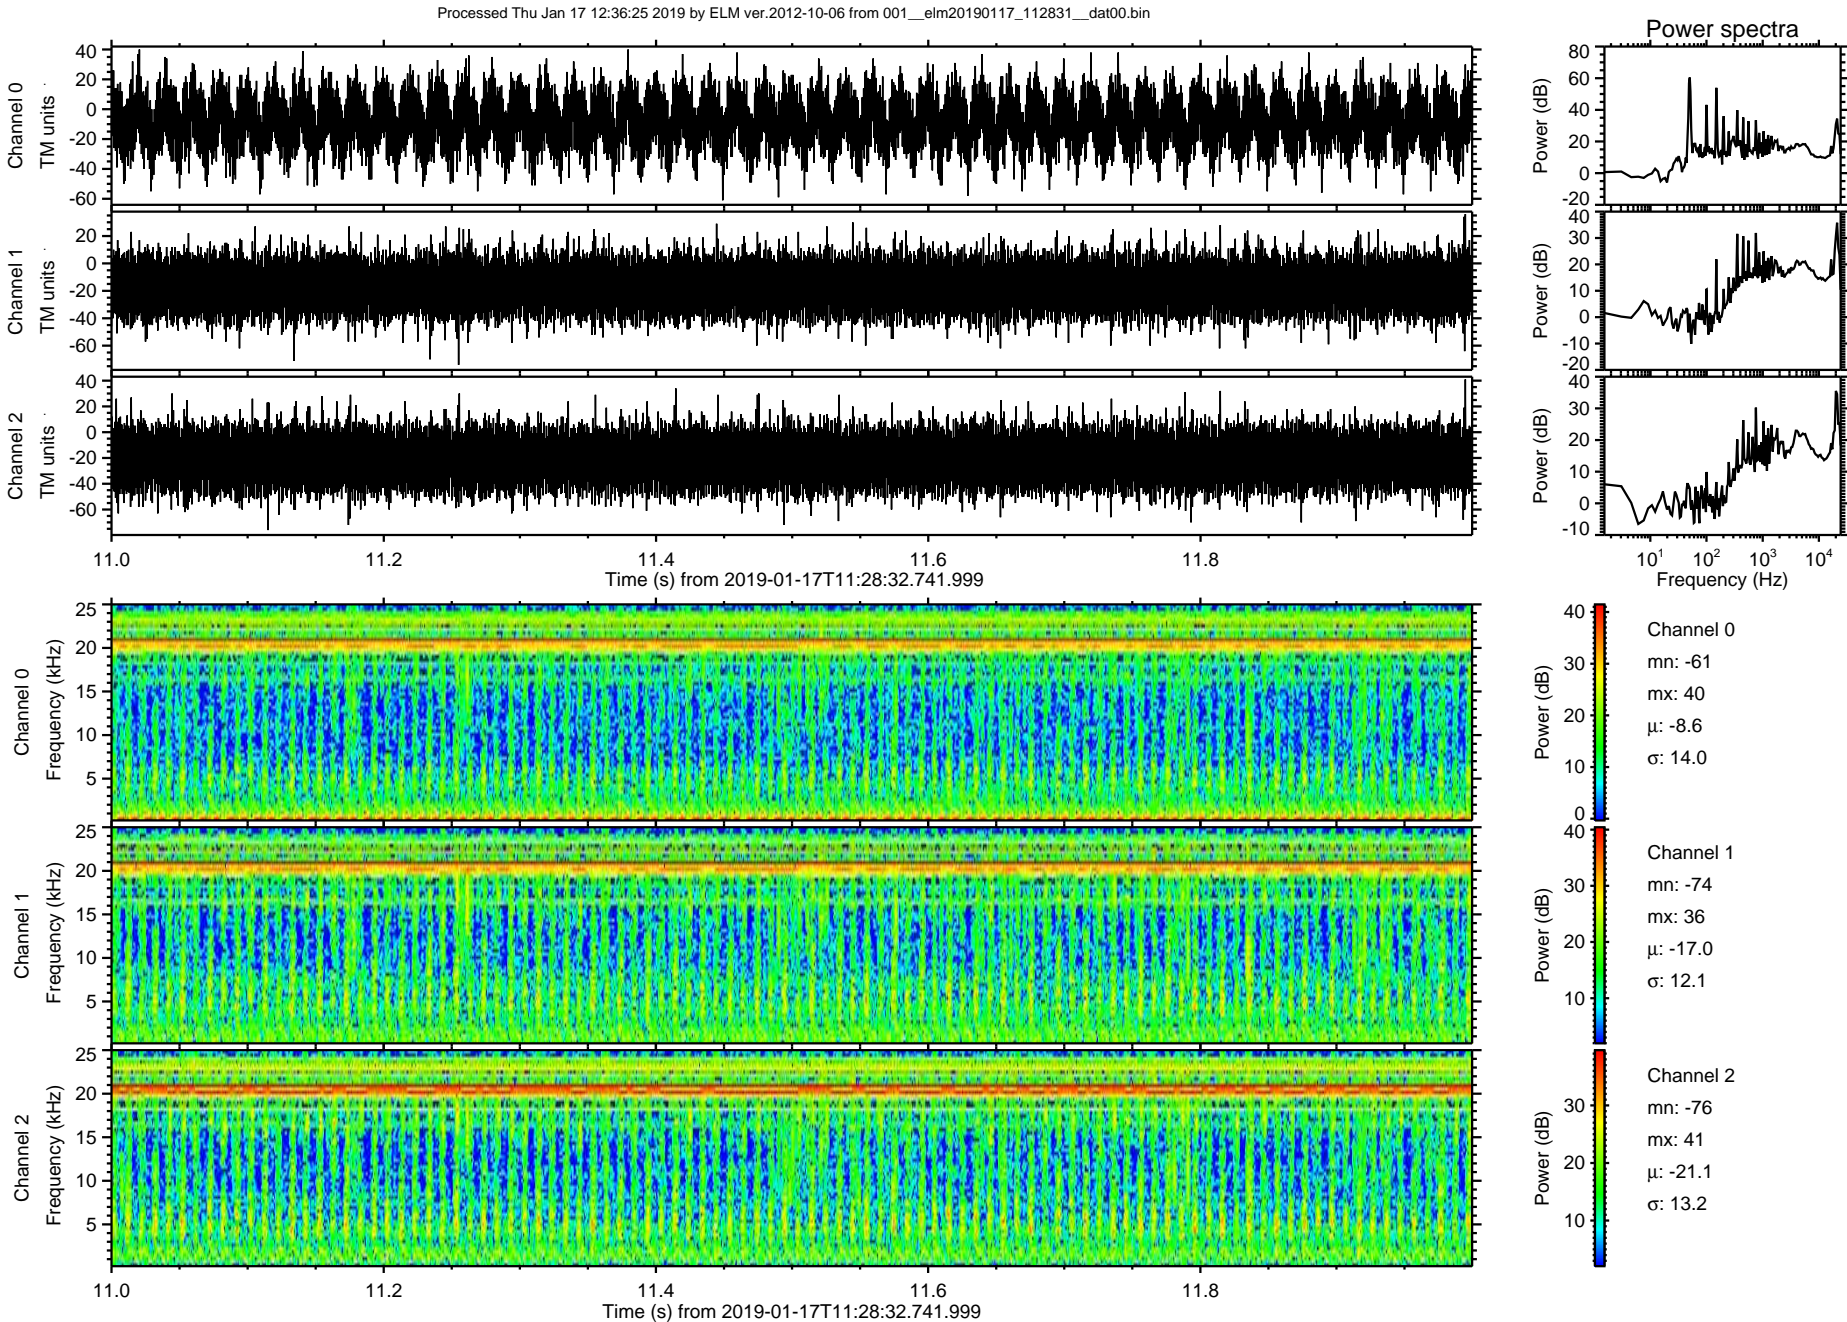 Processed Thu Jan 17 12:36:25 2019 by ELM ver.2012-10-06 from 001__elm20190117_112831__dat00.bin
Power spectra
Channel 0
TM units
40
20
0
-20
-40
-60
Power (dB)
80
60
40
20
0
-20
Channel 1
TM units
20
0
-20
-40
-60
Power (dB)
40
30
20
10
0
-10
-20
Channel 2
TM units
40
20
0
-20
-40
-60
Power (dB)
40
30
20
10
0
-10
11.0 11.2 11.4 11.6 11.8
Time (s) from 2019-01-17T11:28:32.741.999
10^1 10^2 10^3 10^4
Frequency (Hz)
Channel 0
Frequency (kHz)
25
20
15
10
5
Power (dB)
40
30
20
10
0
Channel 0
mn: -61
mx: 40
μ: -8.6
σ: 14.0
Channel 1
Frequency (kHz)
25
20
15
10
5
Power (dB)
40
30
20
10
Channel 1
mn: -74
mx: 36
μ: -17.0
σ: 12.1
Channel 2
Frequency (kHz)
25
20
15
10
5
Power (dB)
30
20
10
Channel 2
mn: -76
mx: 41
μ: -21.1
σ: 13.2
11.0 11.2 11.4 11.6 11.8
Time (s) from 2019-01-17T11:28:32.741.999